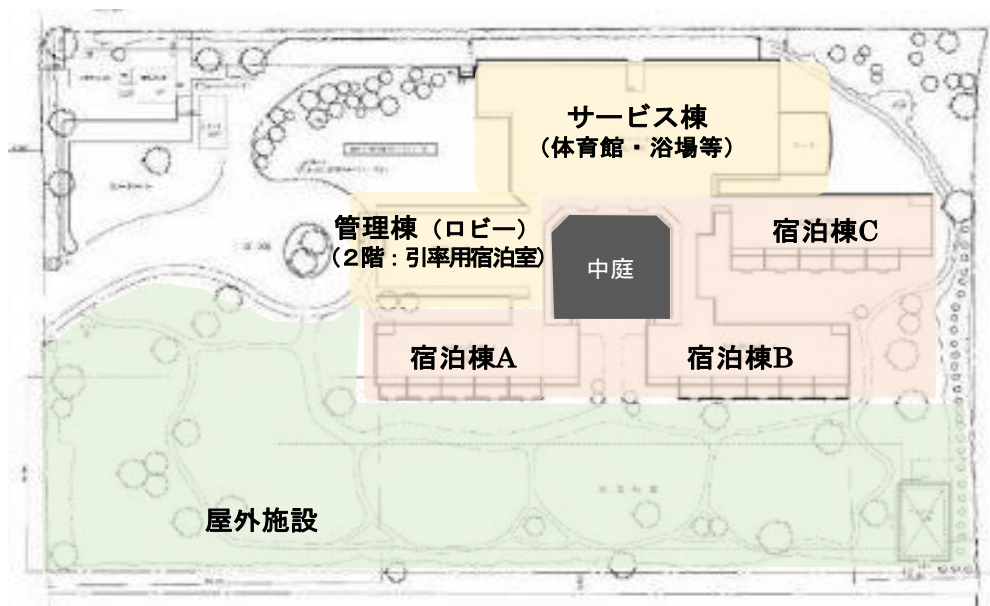 サービス棟
（体育館・浴場等）
管理棟（ロビー）
（２階：引率用宿泊室）
中庭
宿泊棟C
宿泊棟A
宿泊棟B
屋外施設